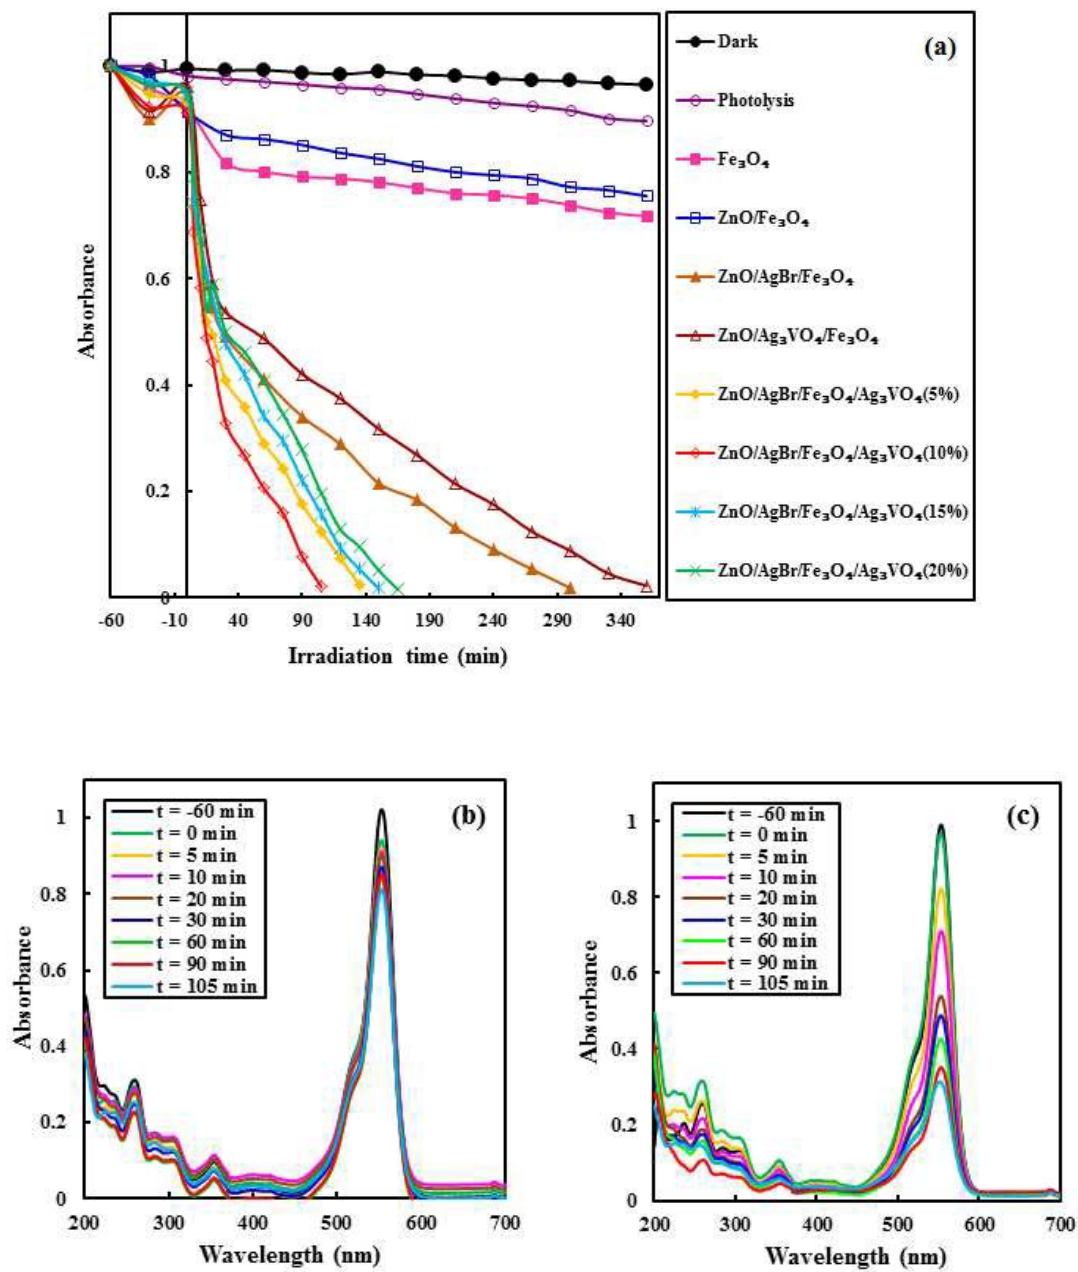 (a)
1
0.8
0.6
0.4
0.2
0
Absorbance
-60 -10 40 90 140 190 240 290 340
Irradiation time (min)
Dark
Photolysis
Fe₃O₄
ZnO/Fe₃O₄
ZnO/AgBr/Fe₃O₄
ZnO/Ag₃VO₄/Fe₃O₄
ZnO/AgBr/Fe₃O₄/Ag₃VO₄(5%)
ZnO/AgBr/Fe₃O₄/Ag₃VO₄(10%)
ZnO/AgBr/Fe₃O₄/Ag₃VO₄(15%)
ZnO/AgBr/Fe₃O₄/Ag₃VO₄(20%)
(b)
t = -60 min
t = 0 min
t = 5 min
t = 10 min
t = 20 min
t = 30 min
t = 60 min
t = 90 min
t = 105 min
1
0.8
0.6
0.4
0.2
0
Absorbance
200 300 400 500 600 700
Wavelength (nm)
(c)
t = -60 min
t = 0 min
t = 5 min
t = 10 min
t = 20 min
t = 30 min
t = 60 min
t = 90 min
t = 105 min
1
0.8
0.6
0.4
0.2
0
Absorbance
200 300 400 500 600 700
Wavelength (nm)